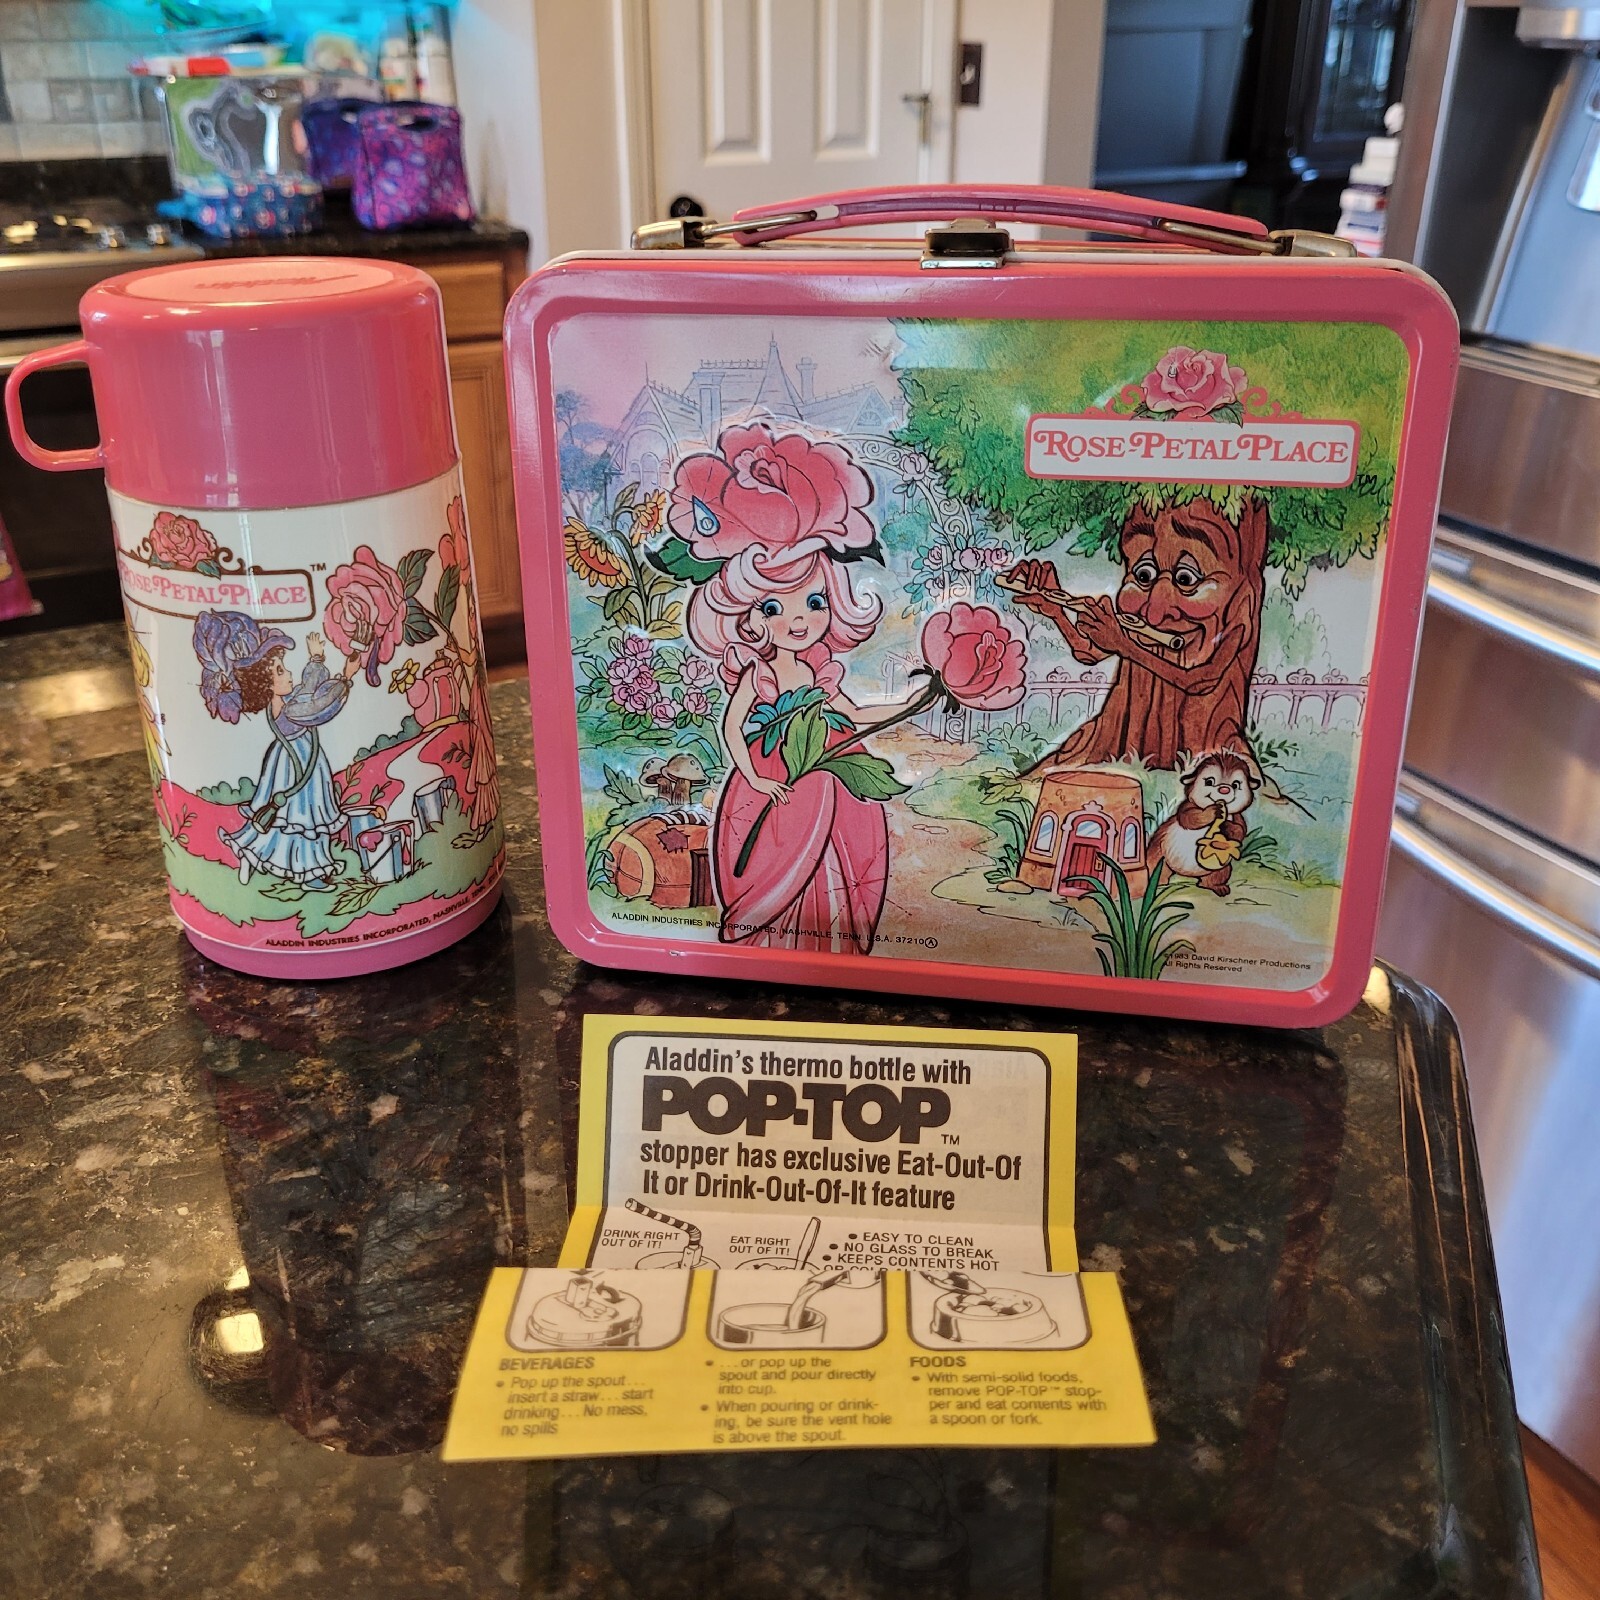 Aladdin
ROSE-PETAL PLACE
TM
ALADDIN INDUSTRIES INCORPORATED, NASHVILLE,
ROSE-PETAL PLACE
ALADDIN INDUSTRIES INCORPORATED, NASHVILLE, TENN. U.S.A. 37210 Ⓐ
©1983 David Kirschner Productions
All Rights Reserved
Aladdin's thermo bottle with
POP-TOP™
stopper has exclusive Eat-Out-Of
It or Drink-Out-Of-It feature
DRINK RIGHT
OUT OF IT!
EAT RIGHT
OUT OF IT!
• EASY TO CLEAN
• NO GLASS TO BREAK
• KEEPS CONTENTS HOT
OR COLD
BEVERAGES
• Pop up the spout...
insert a straw... start
drinking... No mess,
no spills
• ...or pop up the
spout and pour directly
into cup.
• When pouring or drink-
ing, be sure the vent hole
is above the spout.
FOODS
• With semi-solid foods,
remove POP-TOP™ stop-
per and eat contents with
a spoon or fork.